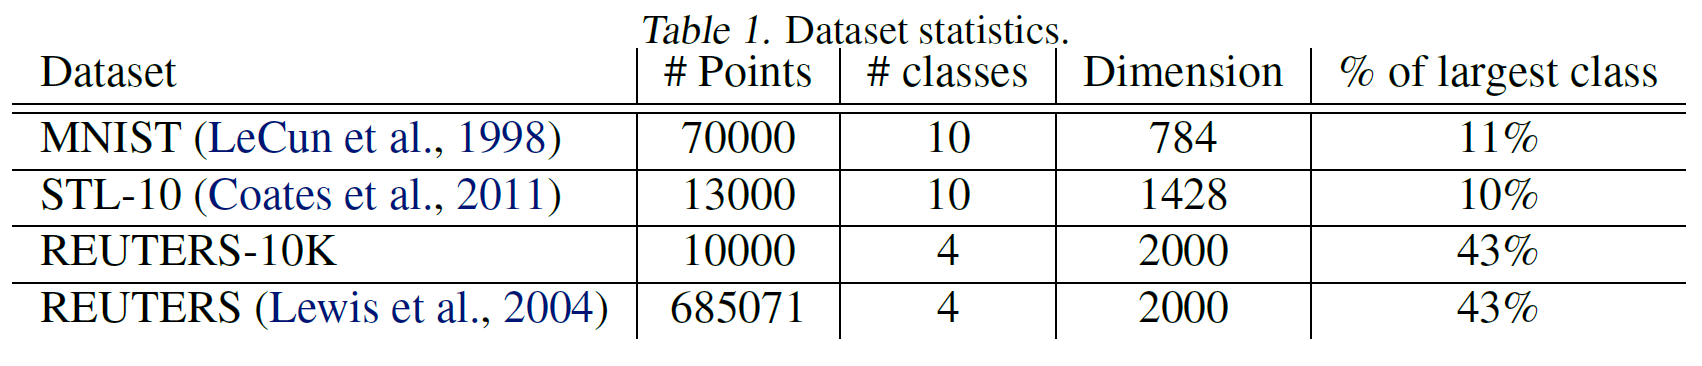 Table 1. Dataset statistics.
Dataset # Points # classes Dimension % of largest class
MNIST (LeCun et al., 1998) 70000 10 784 11%
STL-10 (Coates et al., 2011) 13000 10 1428 10%
REUTERS-10K 10000 4 2000 43%
REUTERS (Lewis et al., 2004) 685071 4 2000 43%